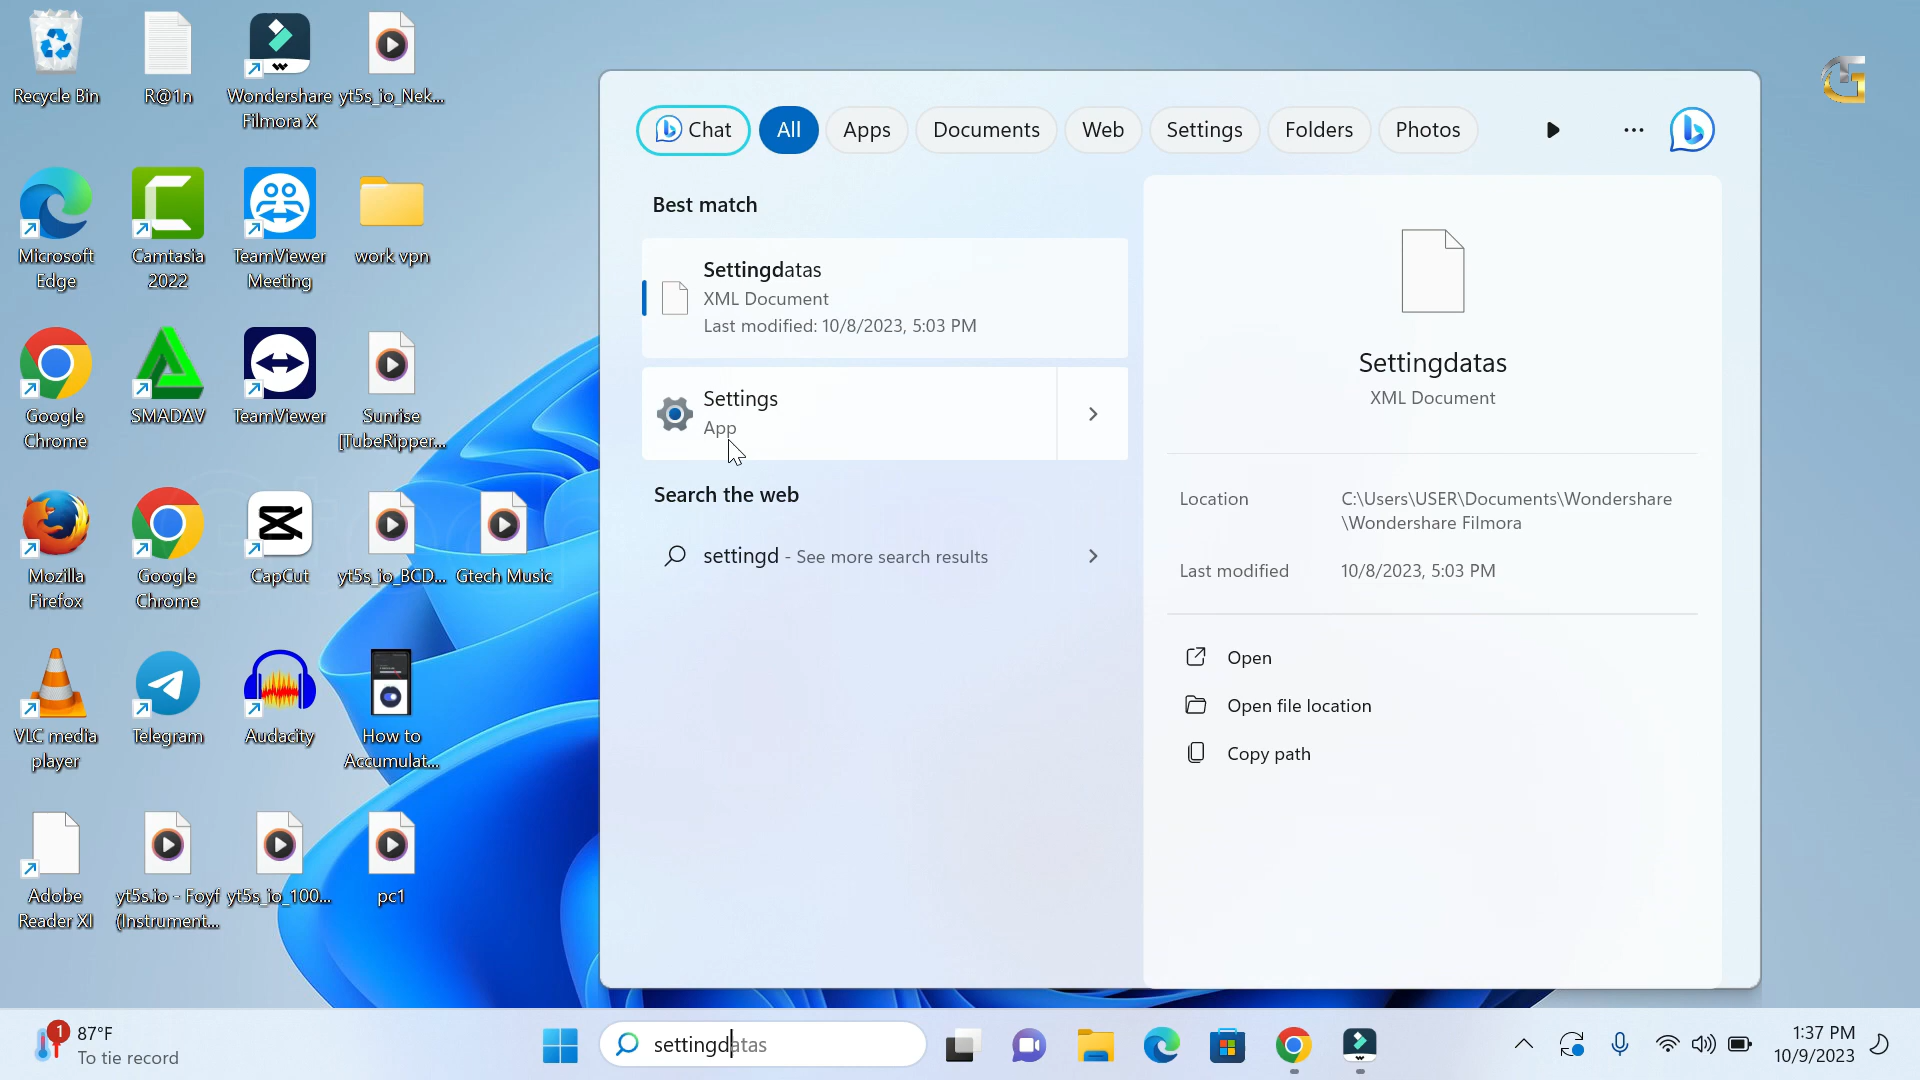 Recycle Bin
R@1n
Wondershare
Filmora X
yt5s_io_Nek...
Microsoft
Edge
Camtasia
2022
TeamViewer
Meeting
work vpn
Google
Chrome
SMADAV
TeamViewer
Sunrise
[TubeRipper...
Mozilla
Firefox
Google
Chrome
CapCut
yt5s_io_BCD...
Gtech Music
VLC media
player
Telegram
Audacity
How to
Accumulat...
Adobe
Reader XI
yt5s.io - Foyf
(Instrument...
yt5s_io_100...
pc1
Chat
All
Apps
Documents
Web
Settings
Folders
Photos
Best match
Settingdatas
XML Document
Last modified: 10/8/2023, 5:03 PM
Settings
App
Search the web
settingd - See more search results
Settingdatas
XML Document
Location
C:\Users\USER\Documents\Wondershare
\Wondershare Filmora
Last modified
10/8/2023, 5:03 PM
Open
Open file location
Copy path
1
87°F
To tie record
settingdatas
1:37 PM
10/9/2023